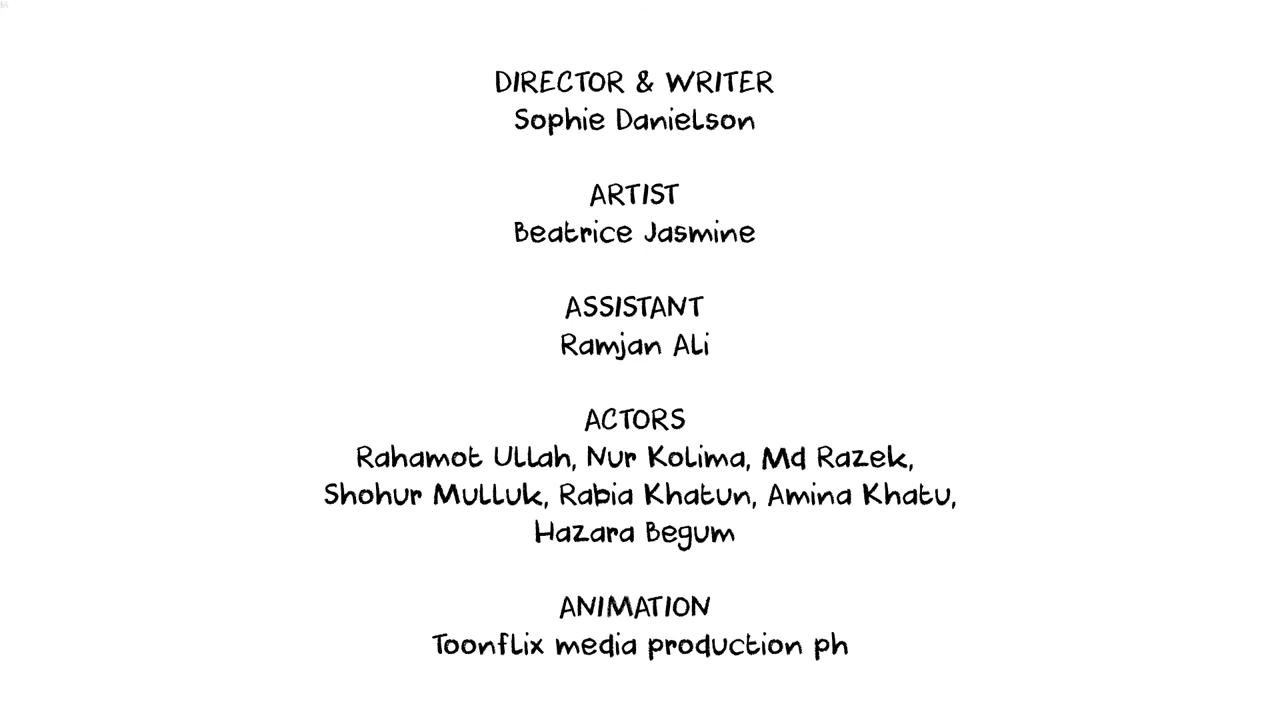 DIRECTOR & WRITER
Sophie Danielson
ARTIST
Beatrice Jasmine
ASSISTANT
Ramjan Ali
ACTORS
Rahamot Ullah, Nur Kolima, Md Razek,
Shohur Mulluk, Rabia Khatun, Amina Khatu,
Hazara Begum
ANIMATION
Toonflix media production ph